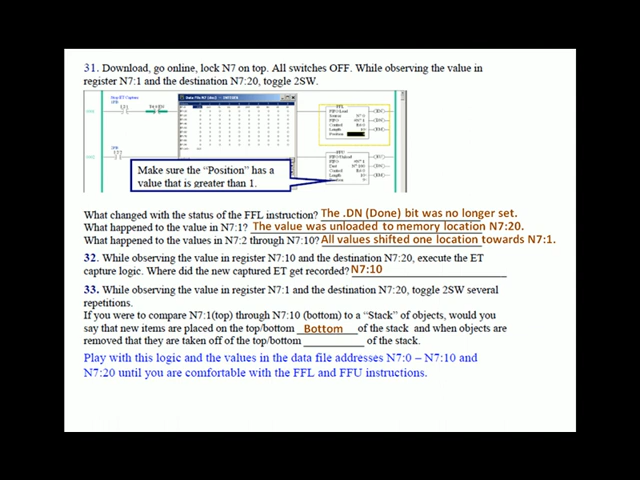 31. Download, go online, lock N7 on top. All switches OFF. While observing the value in
register N7:1 and the destination N7:20, toggle 2SW.
Make sure the "Position" has a
value that is greater than 1.
What changed with the status of the FFL instruction? The .DN (Done) bit was no longer set.
What happened to the value in N7:1? The value was unloaded to memory location N7:20.
What happened to the values in N7:2 through N7:10? All values shifted one location towards N7:1.
32. While observing the value in register N7:10 and the destination N7:20, execute the ET
capture logic. Where did the new captured ET get recorded? N7:10
33. While observing the value in register N7:1 and the destination N7:20, toggle 2SW several
repetitions.
If you were to compare N7:1(top) through N7:10 (bottom) to a "Stack" of objects, would you
say that new items are placed on the top/bottom Bottom of the stack and when objects are
removed that they are taken off of the top/bottom ____________ of the stack.
Play with this logic and the values in the data file addresses N7:0 – N7:10 and
N7:20 until you are comfortable with the FFL and FFU instructions.